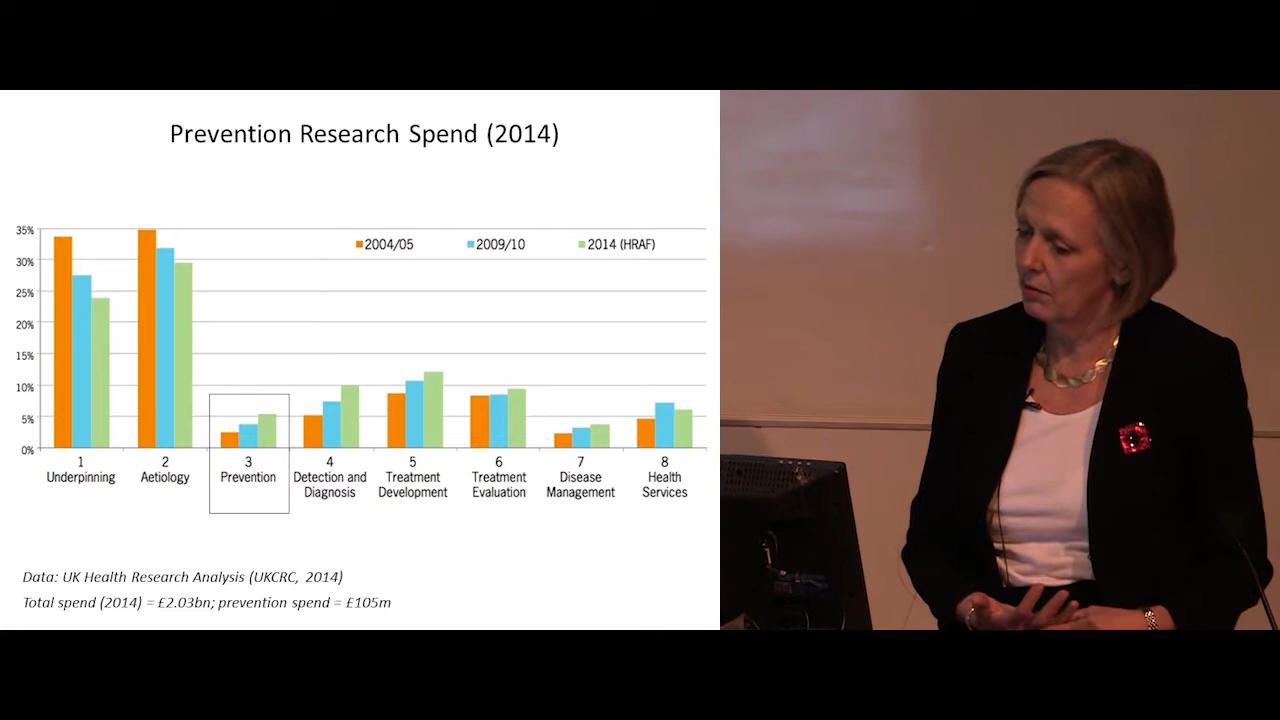 Prevention Research Spend (2014)
35%
2004/05 2009/10 2014 (HRAF)
30%
25%
20%
15%
10%
5%
0%
1 2 3 4 5 6 7 8
Underpinning Aetiology Prevention Detection and Treatment Treatment Disease Health
Diagnosis Development Evaluation Management Services
Data: UK Health Research Analysis (UKCRC, 2014)
Total spend (2014) = £2.03bn; prevention spend = £105m